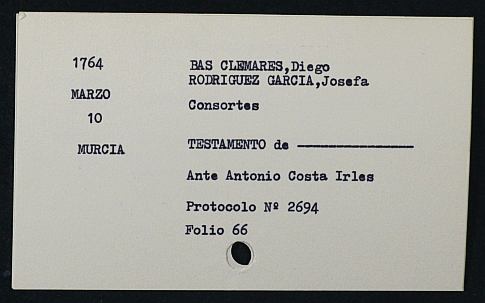 1764
MARZO
10
MURCIA
BAS CLEMARES,Diego
RODRIGUEZ GARCIA,Josefa
Consortes
TESTAMENTO de ———————
Ante Antonio Costa Irles
Protocolo Nº 2694
Folio 66